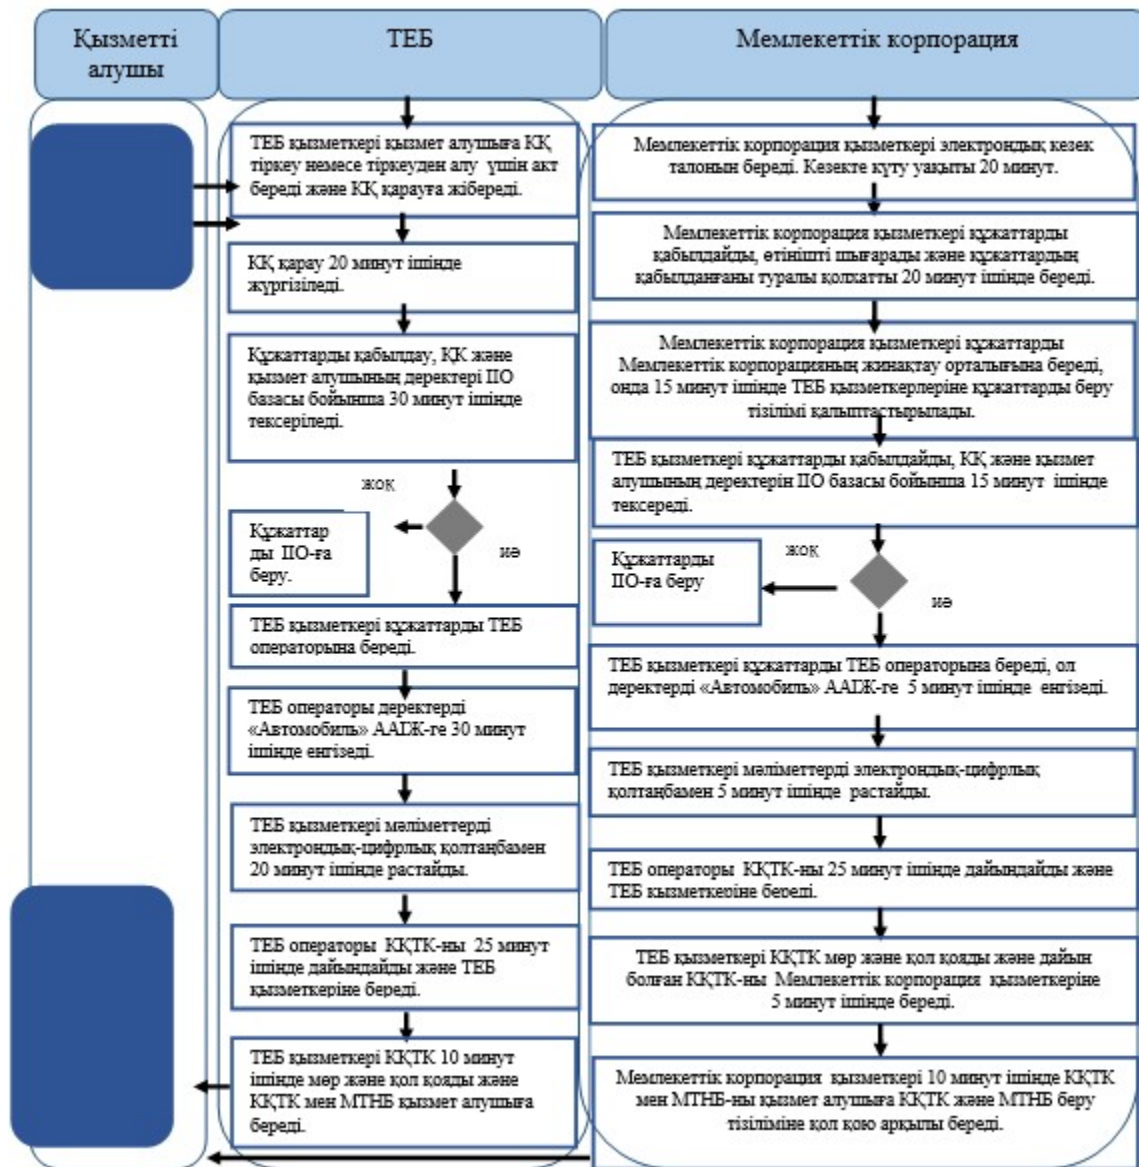 Қызметті
алушы
ТЕБ
Мемлекеттік корпорация
ТЕБ қызметкері қызмет алушыға КҚ
тіркеу немесе тіркеуден алу үшін акт
береді және КҚ қарауға жібереді.
КҚ қарау 20 минут ішінде
жүргізіледі.
Құжаттарды қабылдау, ҚК және
қызмет алушының деректері ІІО
базасы бойынша 30 минут ішінде
тексеріледі.
жоқ
иә
Құжаттар
ды ІІО-ға
беру.
ТЕБ қызметкері құжаттарды ТЕБ
операторына береді.
ТЕБ операторы деректерді
«Автомобиль» ААІЖ-ге 30 минут
ішінде енгізеді.
ТЕБ қызметкері мәліметтерді
электрондық-цифрлық қолтаңбамен
20 минут ішінде растайды.
ТЕБ операторы КҚТК-ны 25 минут
ішінде дайындайды және ТЕБ
қызметкеріне береді.
ТЕБ қызметкері КҚТК 10 минут
ішінде мөр және қол қояды және
КҚТК мен МТНБ қызмет алушыға
береді.
Мемлекеттік корпорация қызметкері электрондық кезек
талонын береді. Кезекте күту уақыты 20 минут.
Мемлекеттік корпорация қызметкері құжаттарды
қабылдайды, өтінішті шығарады және құжаттардың
қабылданғаны туралы қолхатты 20 минут ішінде береді.
Мемлекеттік корпорация қызметкері құжаттарды
Мемлекеттік корпорацияның жинақтау орталығына береді,
онда 15 минут ішінде ТЕБ қызметкерлеріне құжаттарды беру
тізілімі қалыптастырылады.
ТЕБ қызметкері құжаттарды қабылдайды, КҚ және қызмет
алушының деректерін ІІО базасы бойынша 15 минут ішінде
тексереді.
жоқ
иә
Құжаттарды
ІІО-ға беру
ТЕБ қызметкері құжаттарды ТЕБ операторына береді, ол
деректерді «Автомобиль» ААІЖ-ге 5 минут ішінде енгізеді.
ТЕБ қызметкері мәліметтерді электрондық-цифрлық
қолтаңбамен 5 минут ішінде растайды.
ТЕБ операторы КҚТК-ны 25 минут ішінде дайындайды және
ТЕБ қызметкеріне береді.
ТЕБ қызметкері КҚТК мөр және қол қояды және дайын
болған КҚТК-ны Мемлекеттік корпорация қызметкеріне
5 минут ішінде береді.
Мемлекеттік корпорация қызметкері 10 минут ішінде КҚТК
мен МТНБ-ны қызмет алушыға КҚТК және МТНБ беру
тізіліміне қол қою арқылы береді.